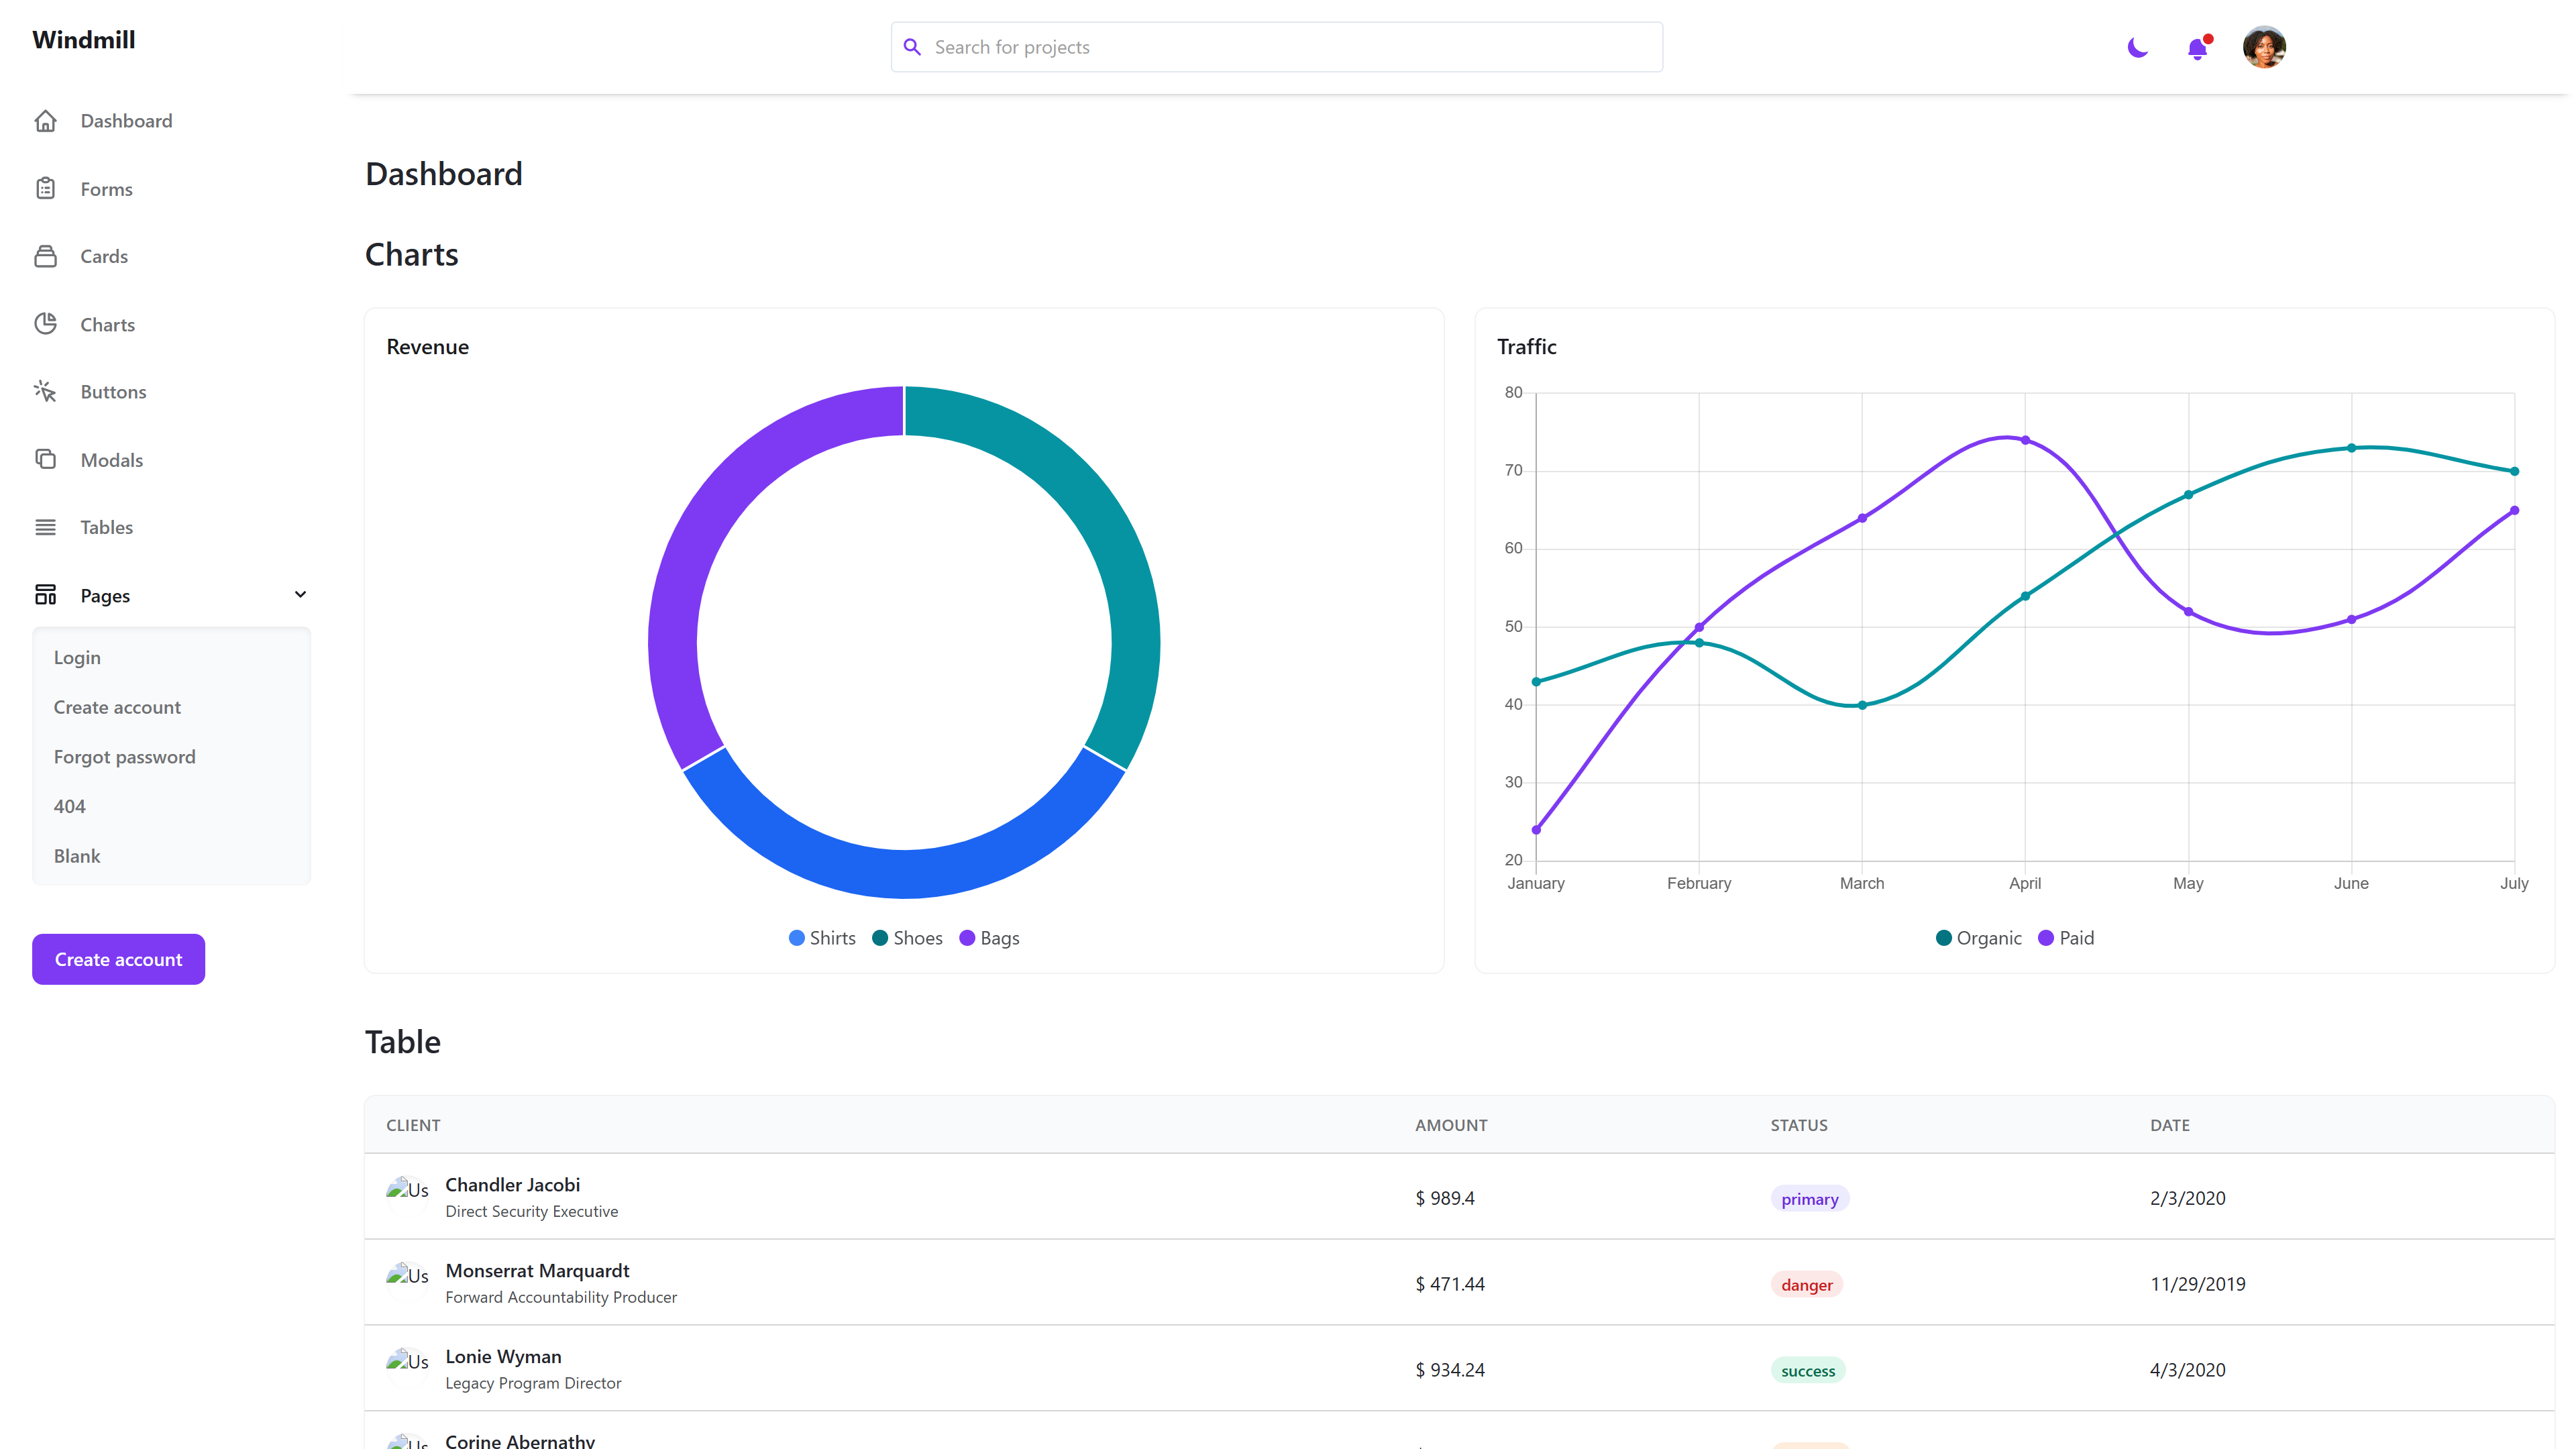 Windmill
Search for projects
Dashboard
Forms
Cards
Charts
Buttons
Modals
Tables
Pages
Login
Create account
Forgot password
404
Blank
Create account
Dashboard
Charts
Revenue
Shirts Shoes Bags
Traffic
80
70
60
50
40
30
20
January February March April May June July
Organic Paid
Table
CLIENT AMOUNT STATUS DATE
Us Chandler Jacobi
Direct Security Executive
$ 989.4 primary 2/3/2020
Us Monserrat Marquardt
Forward Accountability Producer
$ 471.44 danger 11/29/2019
Us Lonie Wyman
Legacy Program Director
$ 934.24 success 4/3/2020
Us Corine Abernathy